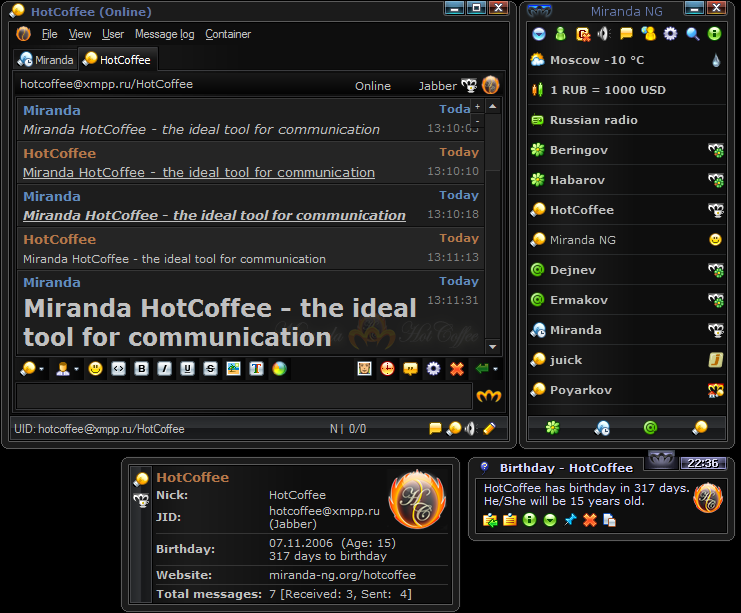 HotCoffee (Online)
File View User Message log Container
Miranda HotCoffee
hotcoffee@xmpp.ru/HotCoffee Online Jabber
Miranda Toda
Miranda HotCoffee - the ideal tool for communication 13:10:0
HotCoffee Today
Miranda HotCoffee - the ideal tool for communication 13:10:10
Miranda Today
Miranda HotCoffee - the ideal tool for communication 13:10:18
HotCoffee Today
Miranda HotCoffee - the ideal tool for communication 13:11:13
Miranda Today
Miranda HotCoffee - the ideal 13:11:31
tool for communication
Hot Coffee
UID: hotcoffee@xmpp.ru/HotCoffee N | 0/0
Miranda NG
Moscow -10 °C
1 RUB = 1000 USD
Russian radio
Beringov
Habarov
HotCoffee
Miranda NG
Dejnev
Ermakov
Miranda
juick
Poyarkov
HotCoffee
Nick: HotCoffee
JID: hotcoffee@xmpp.ru
(Jabber)
Birthday: 07.11.2006 (Age: 15)
317 days to birthday
Website: miranda-ng.org/hotcoffee
Total messages: 7 [Received: 3, Sent: 4]
Birthday - HotCoffee 22:36
HotCoffee has birthday in 317 days.
He/She will be 15 years old.